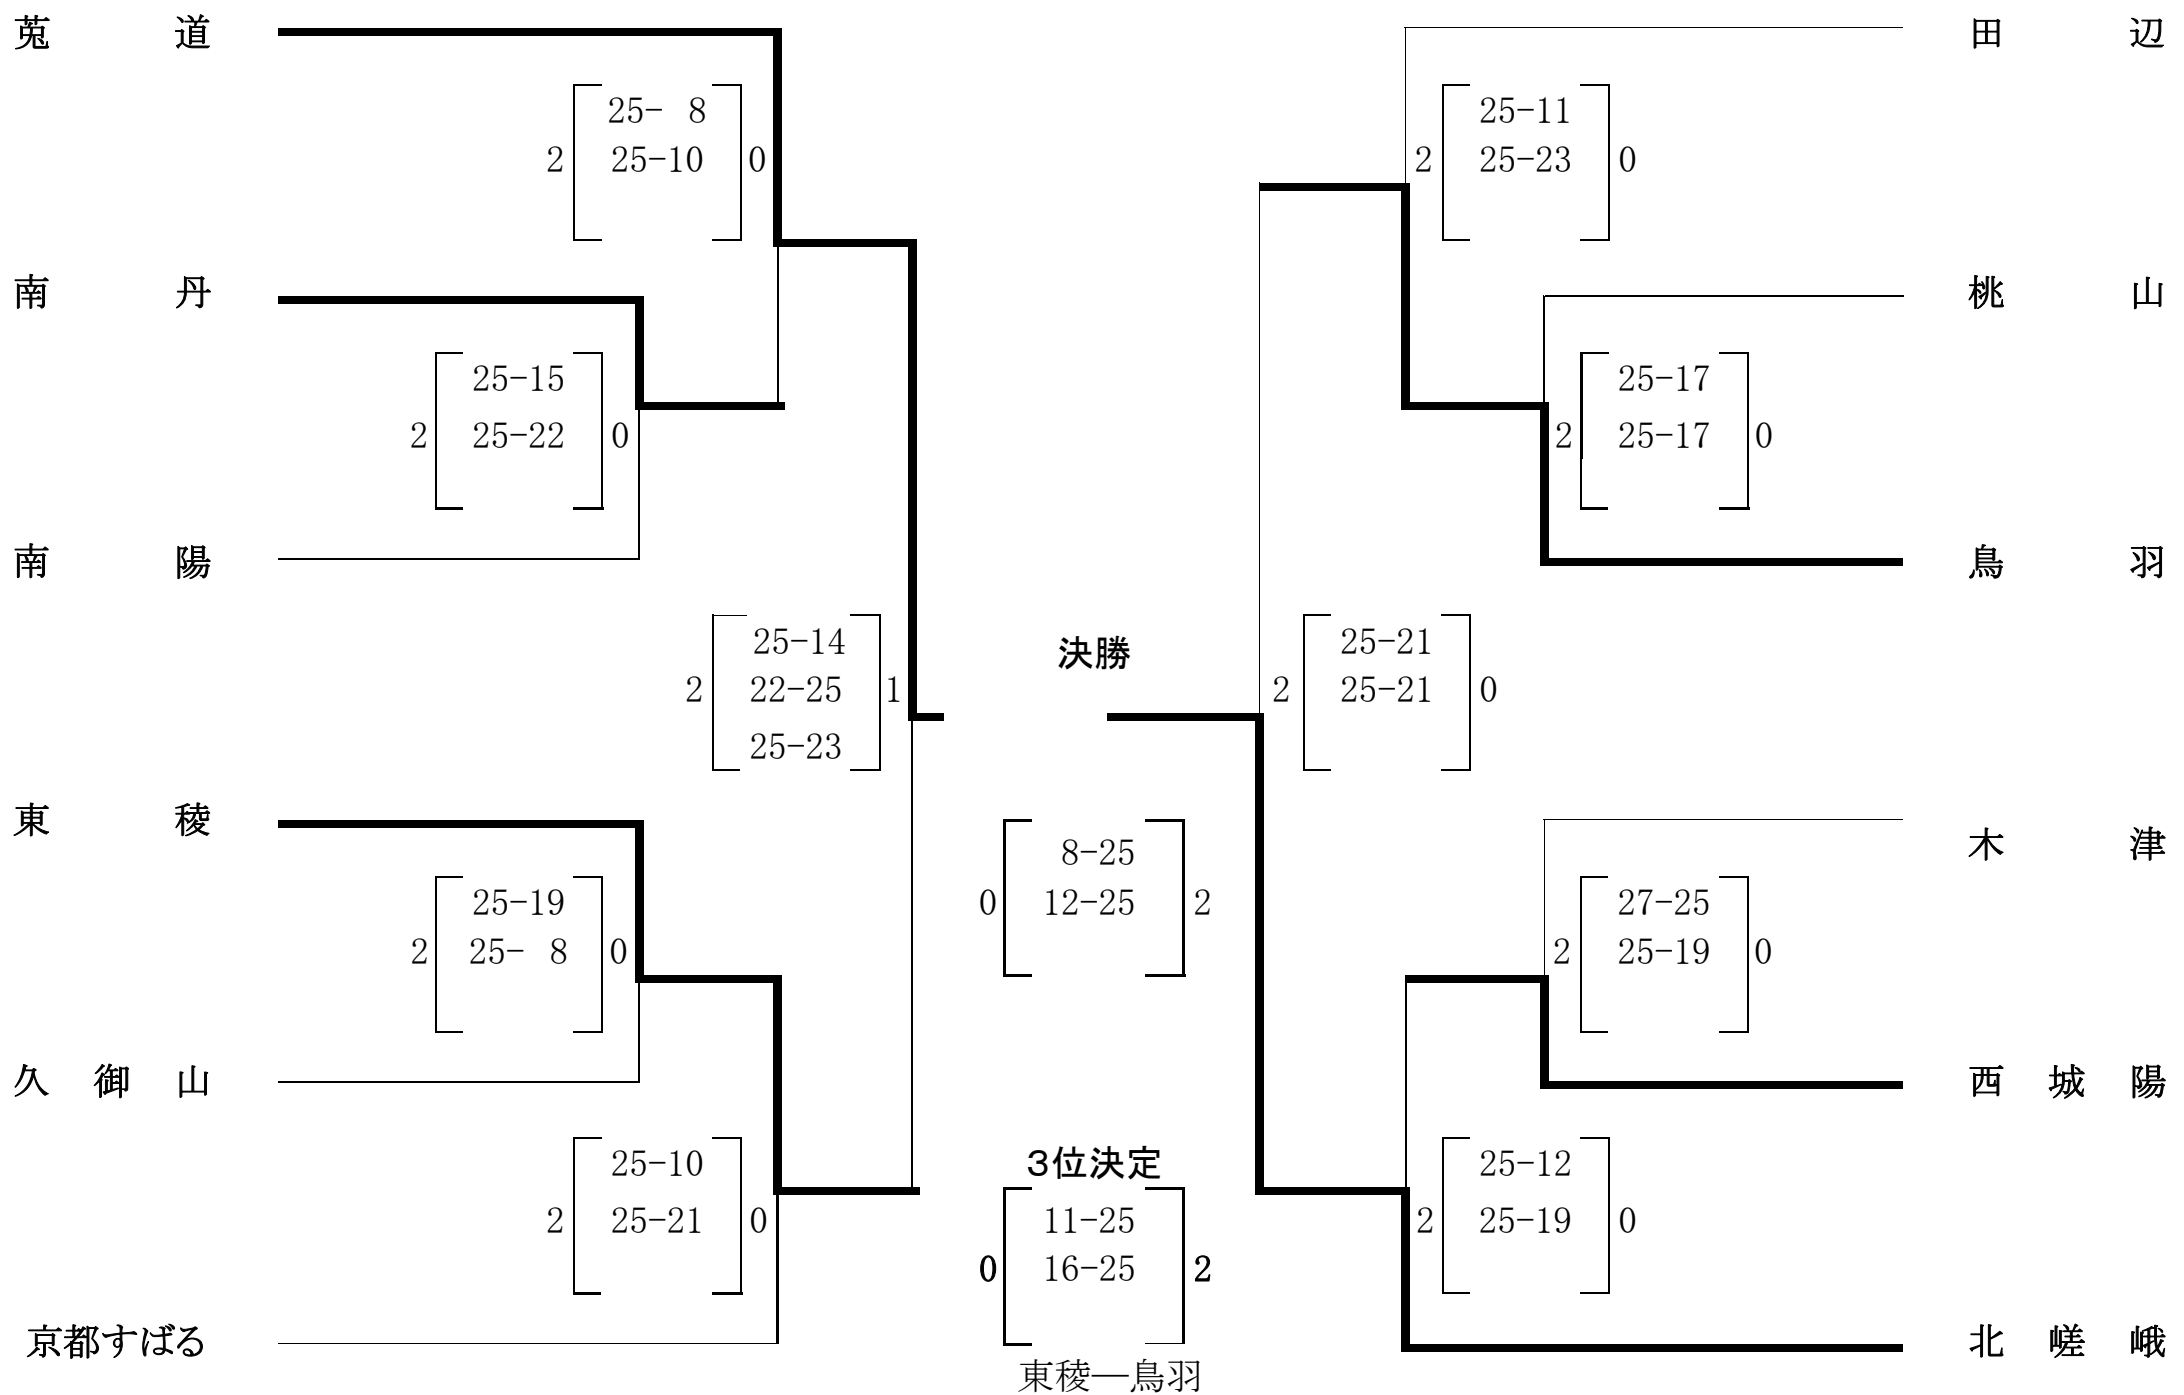 菟道
田辺
25- 8
2 25-10 0
25-11
2 25-23 0
南丹
桃山
25-15
2 25-22 0
25-17
2 25-17 0
南陽
鳥羽
25-14
2 22-25 1
25-23
決勝
25-21
2 25-21 0
東稜
木津
8-25
0 12-25 2
25-19
2 25- 8 0
27-25
2 25-19 0
久御山
西城陽
25-10
2 25-21 0
3位決定
11-25
0 16-25 2
25-12
2 25-19 0
京都すばる
北嵯峨
東稜―鳥羽